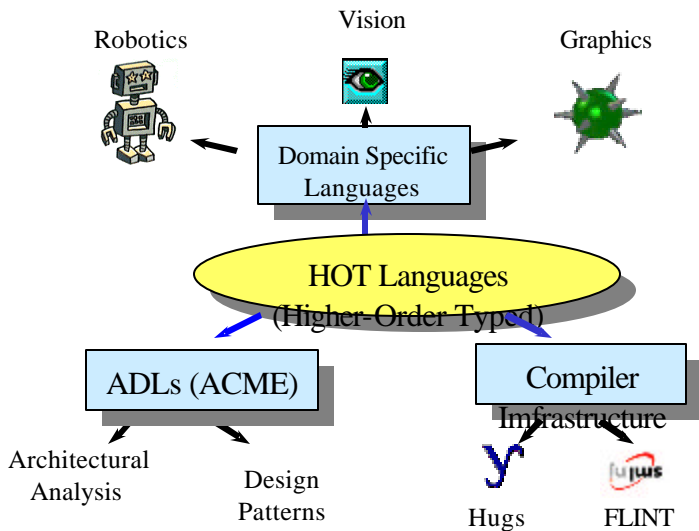 Vision
Robotics
Graphics
Domain Specific
Languages
HOT Languages
(Higher-Order Typed)
ADLs (ACME)
Compiler
Imfrastructure
Architectural
Analysis
Design
Patterns
Hugs
FLINT